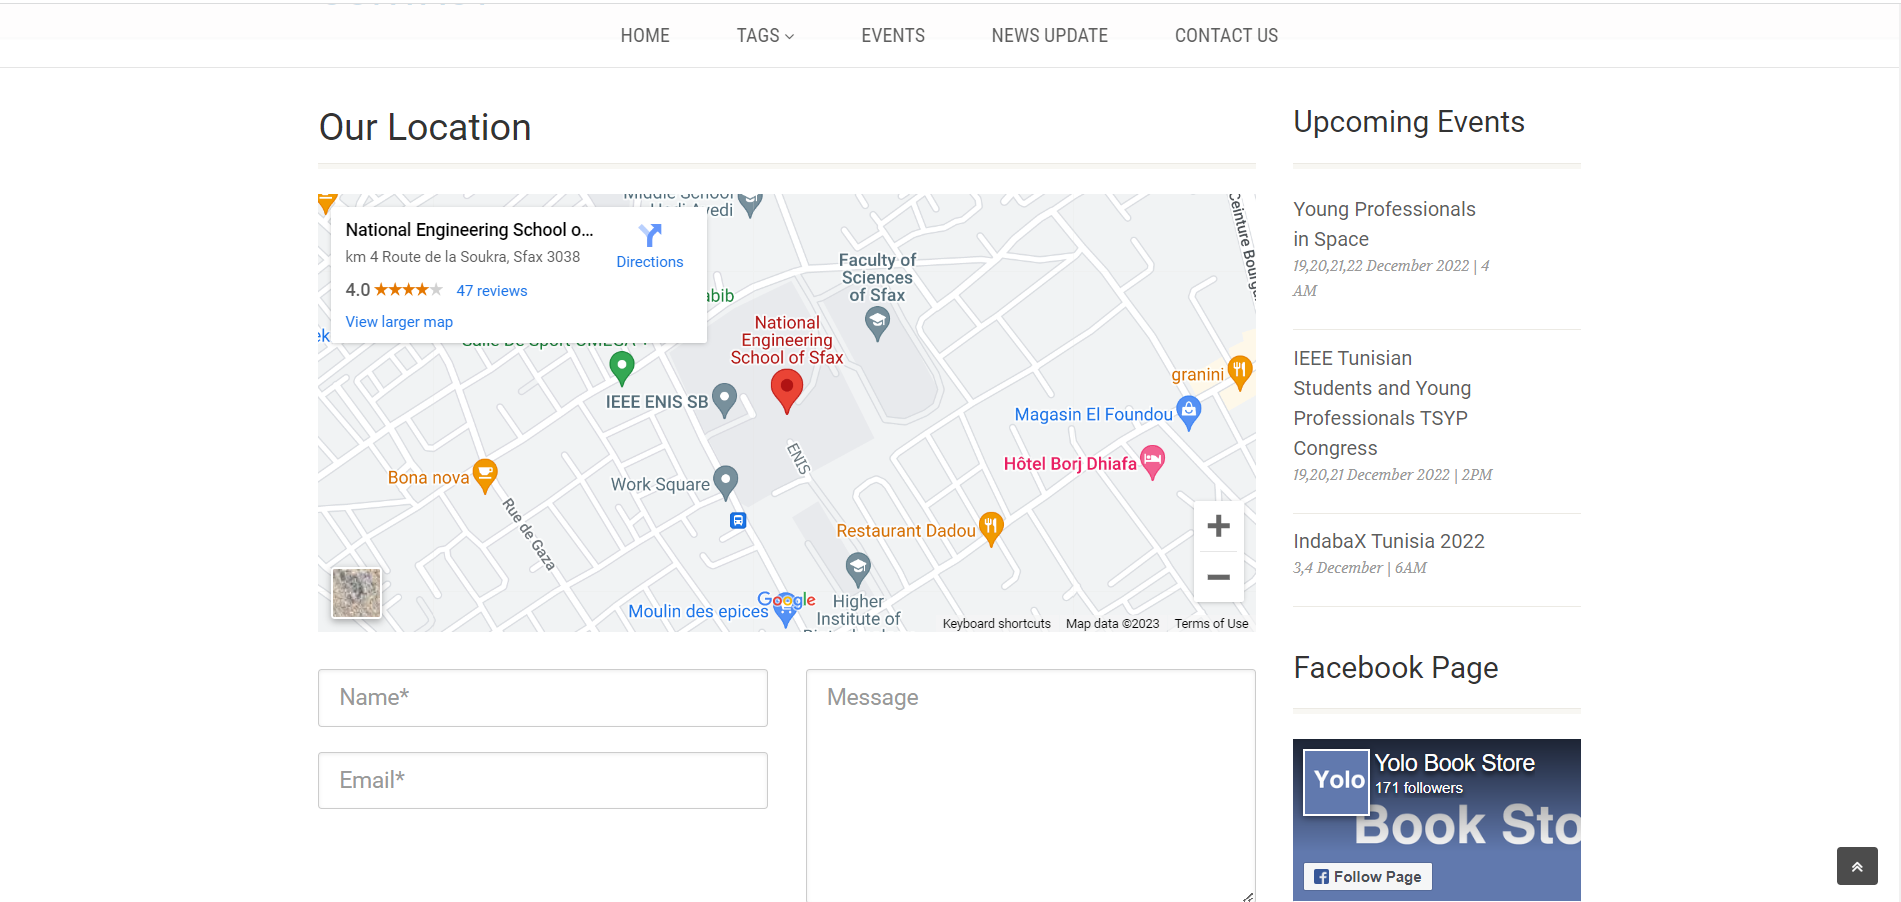 HOME
TAGS
EVENTS
NEWS UPDATE
CONTACT US
Our Location
National Engineering School o...
km 4 Route de la Soukra, Sfax 3038
4.0
47 reviews
View larger map
Directions
Middle School
Hedi Ayedi
Faculty of
Sciences
of Sfax
Ceinture Bourg
abib
ek
Salle De Sport OMEGA +
National
Engineering
School of Sfax
IEEE ENIS SB
granini
Magasin El Foundou
Hôtel Borj Dhiafa
ENIS
Bona nova
Work Square
Rue de Gaza
Restaurant Dadou
Google
Moulin des epices
Higher
Institute of
Keyboard shortcuts
Map data ©2023
Terms of Use
Name*
Email*
Message
Upcoming Events
Young Professionals
in Space
19,20,21,22 December 2022 | 4
AM
IEEE Tunisian
Students and Young
Professionals TSYP
Congress
19,20,21 December 2022 | 2PM
IndabaX Tunisia 2022
3,4 December | 6AM
Facebook Page
Yolo
Yolo Book Store
171 followers
Book Sto
Follow Page